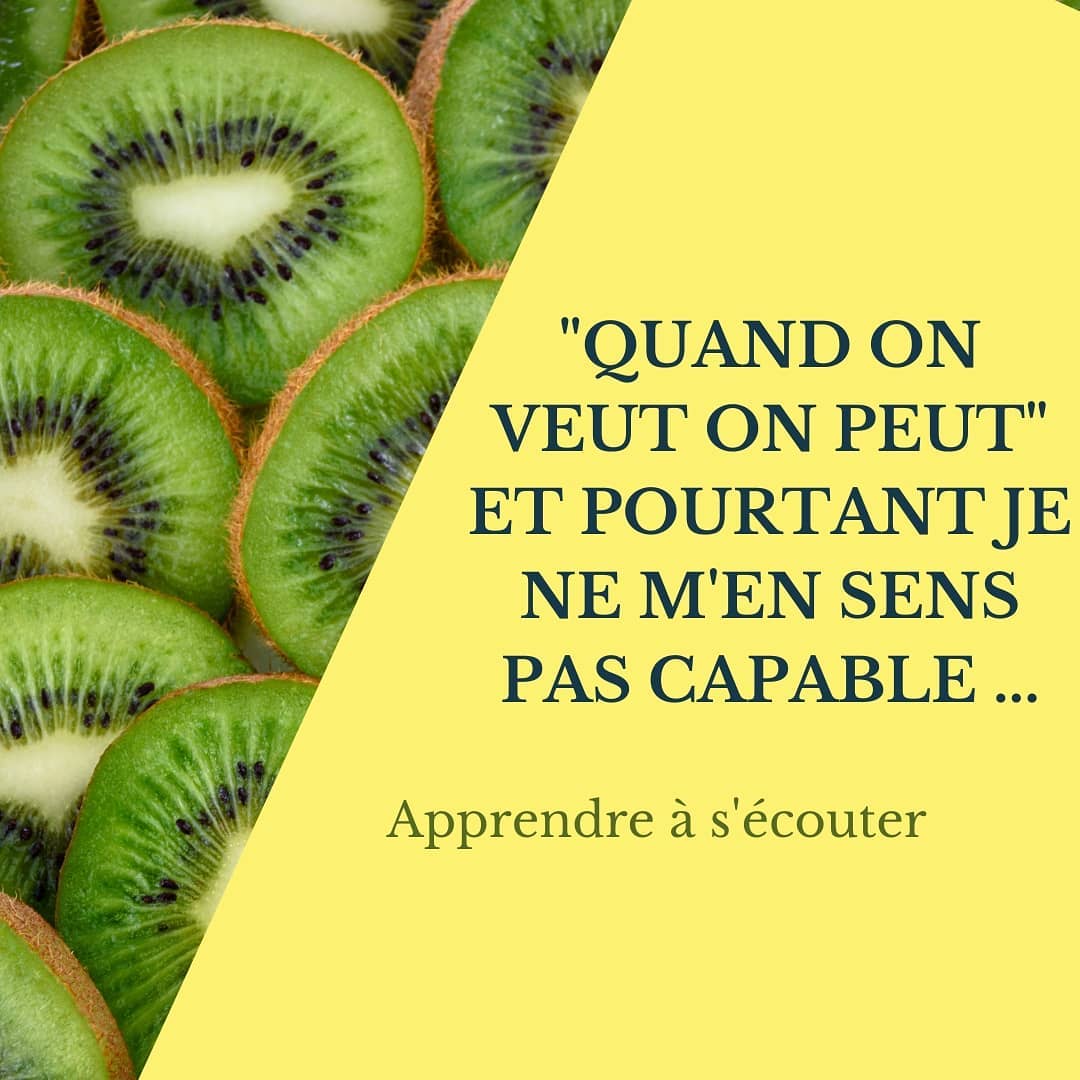 "QUAND ON
VEUT ON PEUT"
ET POURTANT JE
NE M'EN SENS
PAS CAPABLE ...
Apprendre à s'écouter